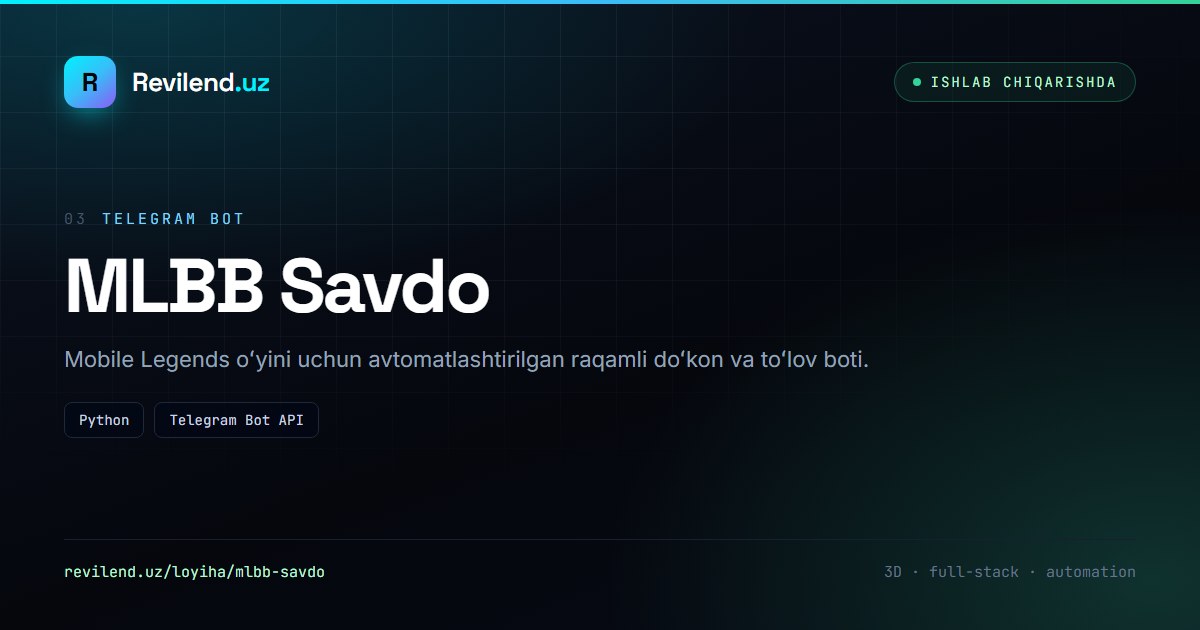 R Revilend.uz
ISHLAB CHIQARISHDA
03 TELEGRAM BOT
MLBB Savdo
Mobile Legends oʻyini uchun avtomatlashtirilgan raqamli doʻkon va toʻlov boti.
Python Telegram Bot API
revilend.uz/loyiha/mlbb-savdo
3D · full-stack · automation